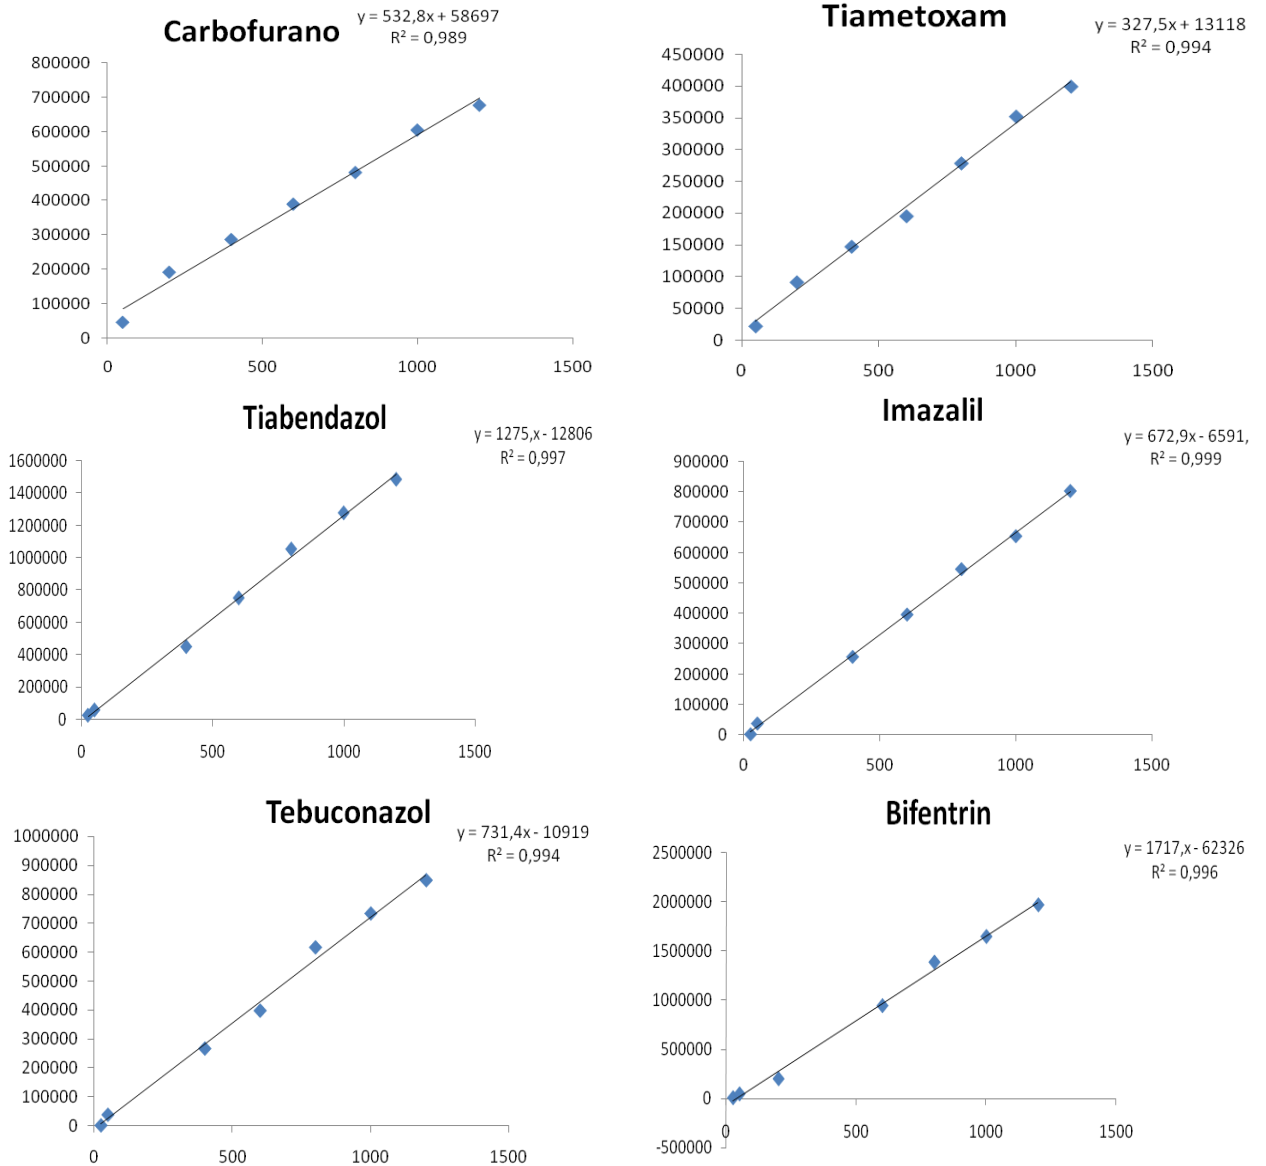 Carbofurano
y = 532,8x + 58697
R² = 0,989
800000
700000
600000
500000
400000
300000
200000
100000
0
0 500 1000 1500
Tiametoxam
y = 327,5x + 13118
R² = 0,994
450000
400000
350000
300000
250000
200000
150000
100000
50000
0
0 500 1000 1500
Tiabendazol
y = 1275,x - 12806
R² = 0,997
1600000
1400000
1200000
1000000
800000
600000
400000
200000
0
0 500 1000 1500
Imazalil
y = 672,9x - 6591,
R² = 0,999
900000
800000
700000
600000
500000
400000
300000
200000
100000
0
0 500 1000 1500
Tebuconazol
y = 731,4x - 10919
R² = 0,994
1000000
900000
800000
700000
600000
500000
400000
300000
200000
100000
0
0 500 1000 1500
Bifentrin
y = 1717,x - 62326
R² = 0,996
2500000
2000000
1500000
1000000
500000
0
-500000
0 500 1000 1500